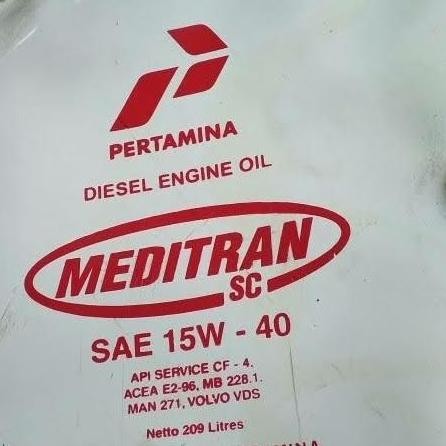 PERTAMINA
DIESEL ENGINE OIL
MEDITRAN
SC
SAE 15W - 40
API SERVICE CF - 4.
ACEA E2-96, MB 228.1.
MAN 271, VOLVO VDS
Netto 209 Litres